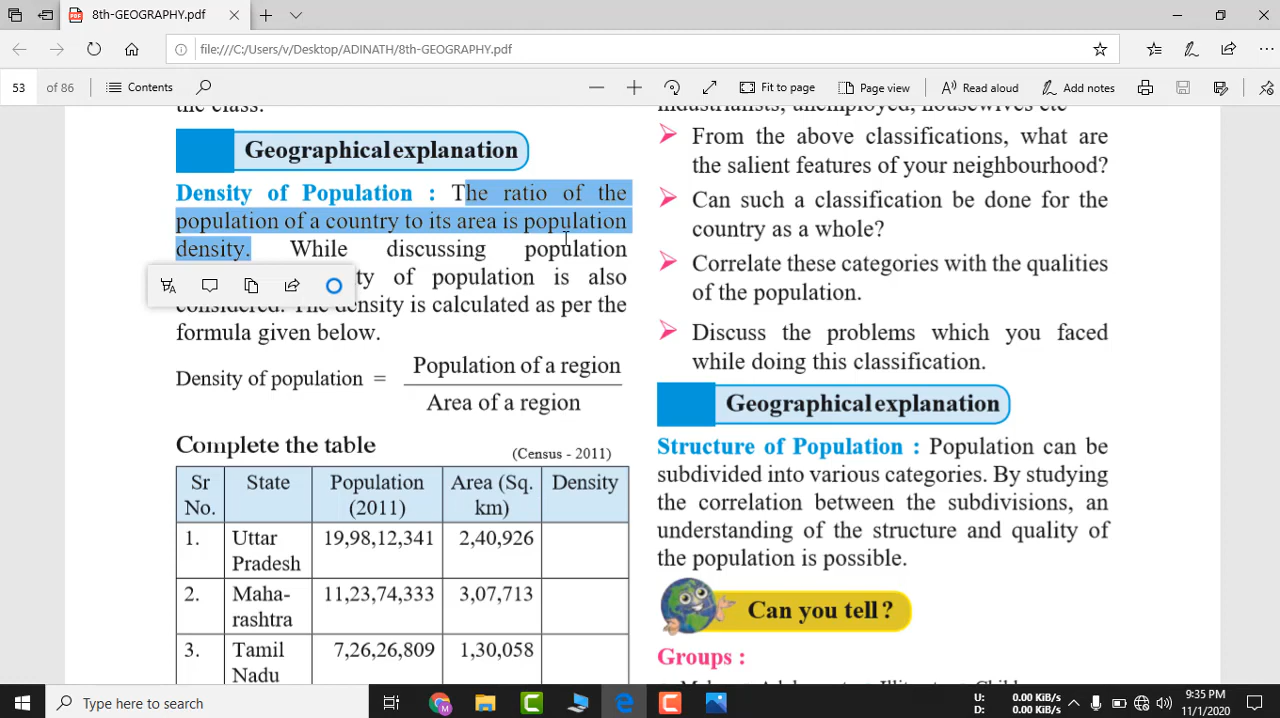 8th-GEOGRAPHY.pdf
file:///C:/Users/v/Desktop/ADINATH/8th-GEOGRAPHY.pdf
53 of 86 Contents Fit to page Page view Read aloud Add notes
the class.
Geographical explanation
Density of Population : The ratio of the
population of a country to its area is population
density. While discussing population
ty of population is also
considered. The density is calculated as per the
formula given below.
Density of population =
Population of a region
Area of a region
Complete the table
(Census - 2011)
Sr No. State Population (2011) Area (Sq. km) Density
1. Uttar Pradesh 19,98,12,341 2,40,926
2. Maha-rashtra 11,23,74,333 3,07,713
3. Tamil Nadu 7,26,26,809 1,30,058
industrialists, unemployed, housewives etc
From the above classifications, what are
the salient features of your neighbourhood?
Can such a classification be done for the
country as a whole?
Correlate these categories with the qualities
of the population.
Discuss the problems which you faced
while doing this classification.
Geographical explanation
Structure of Population : Population can be
subdivided into various categories. By studying
the correlation between the subdivisions, an
understanding of the structure and quality of
the population is possible.
Can you tell ?
Groups :
Type here to search
U: 0.00 KiB/s
D: 0.00 KiB/s
9:35 PM
11/1/2020